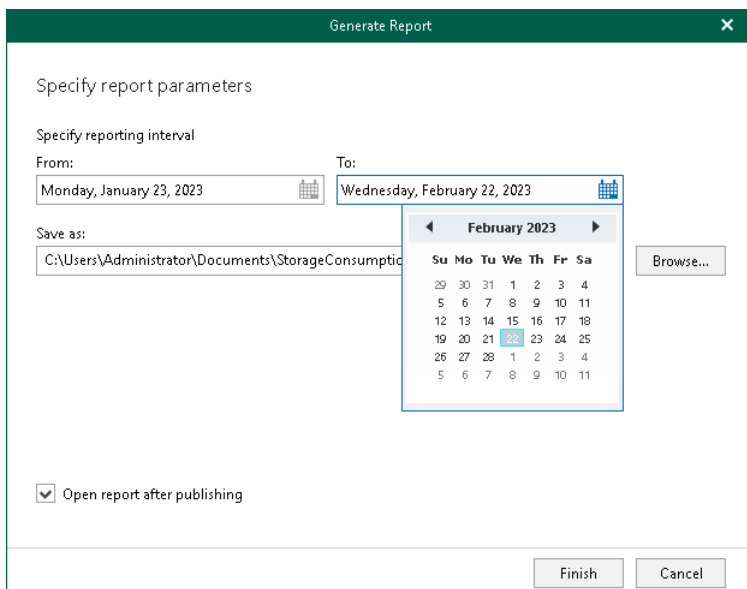 Generate Report
Specify report parameters
Specify reporting interval
From:
To:
Monday, January 23, 2023
Wednesday, February 22, 2023
Save as:
C:\Users\Administrator\Documents\StorageConsumptic
Browse...
February 2023
Su Mo Tu We Th Fr Sa
29 30 31 1 2 3 4
5 6 7 8 9 10 11
12 13 14 15 16 17 18
19 20 21 22 23 24 25
26 27 28 1 2 3 4
5 6 7 8 9 10 11
Open report after publishing
Finish
Cancel